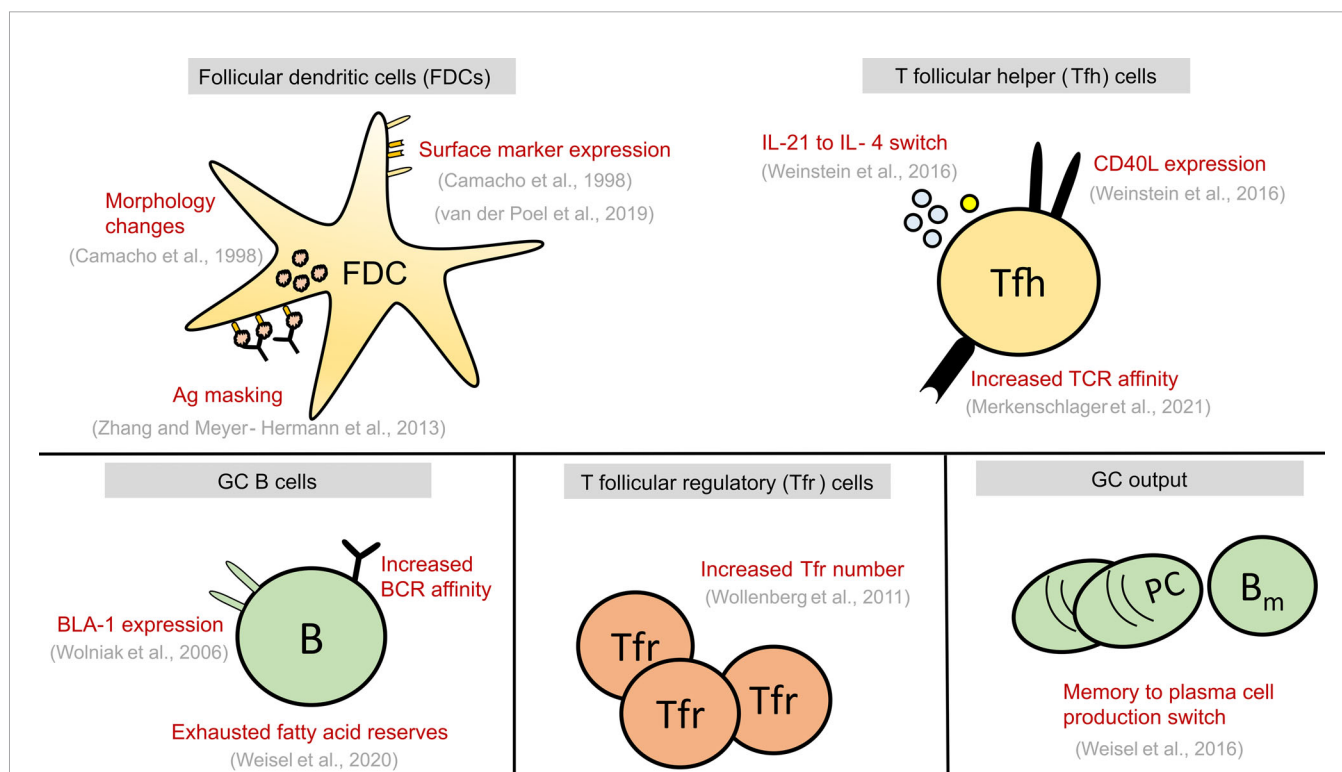 Follicular dendritic cells (FDCs)
Surface marker expression
(Camacho et al., 1998)
(van der Poel et al., 2019)
Morphology
changes
(Camacho et al., 1998)
FDC
Ag masking
(Zhang and Meyer- Hermann et al., 2013)
T follicular helper (Tfh) cells
IL-21 to IL- 4 switch
(Weinstein et al., 2016)
CD40L expression
(Weinstein et al., 2016)
Tfh
Increased TCR affinity
(Merkenschlager et al., 2021)
GC B cells
Increased
BCR affinity
BLA-1 expression
(Wolniak et al., 2006)
B
Exhausted fatty acid reserves
(Weisel et al., 2020)
T follicular regulatory (Tfr) cells
Increased Tfr number
(Wollenberg et al., 2011)
Tfr
Tfr
Tfr
GC output
PC
Bm
Memory to plasma cell
production switch
(Weisel et al., 2016)